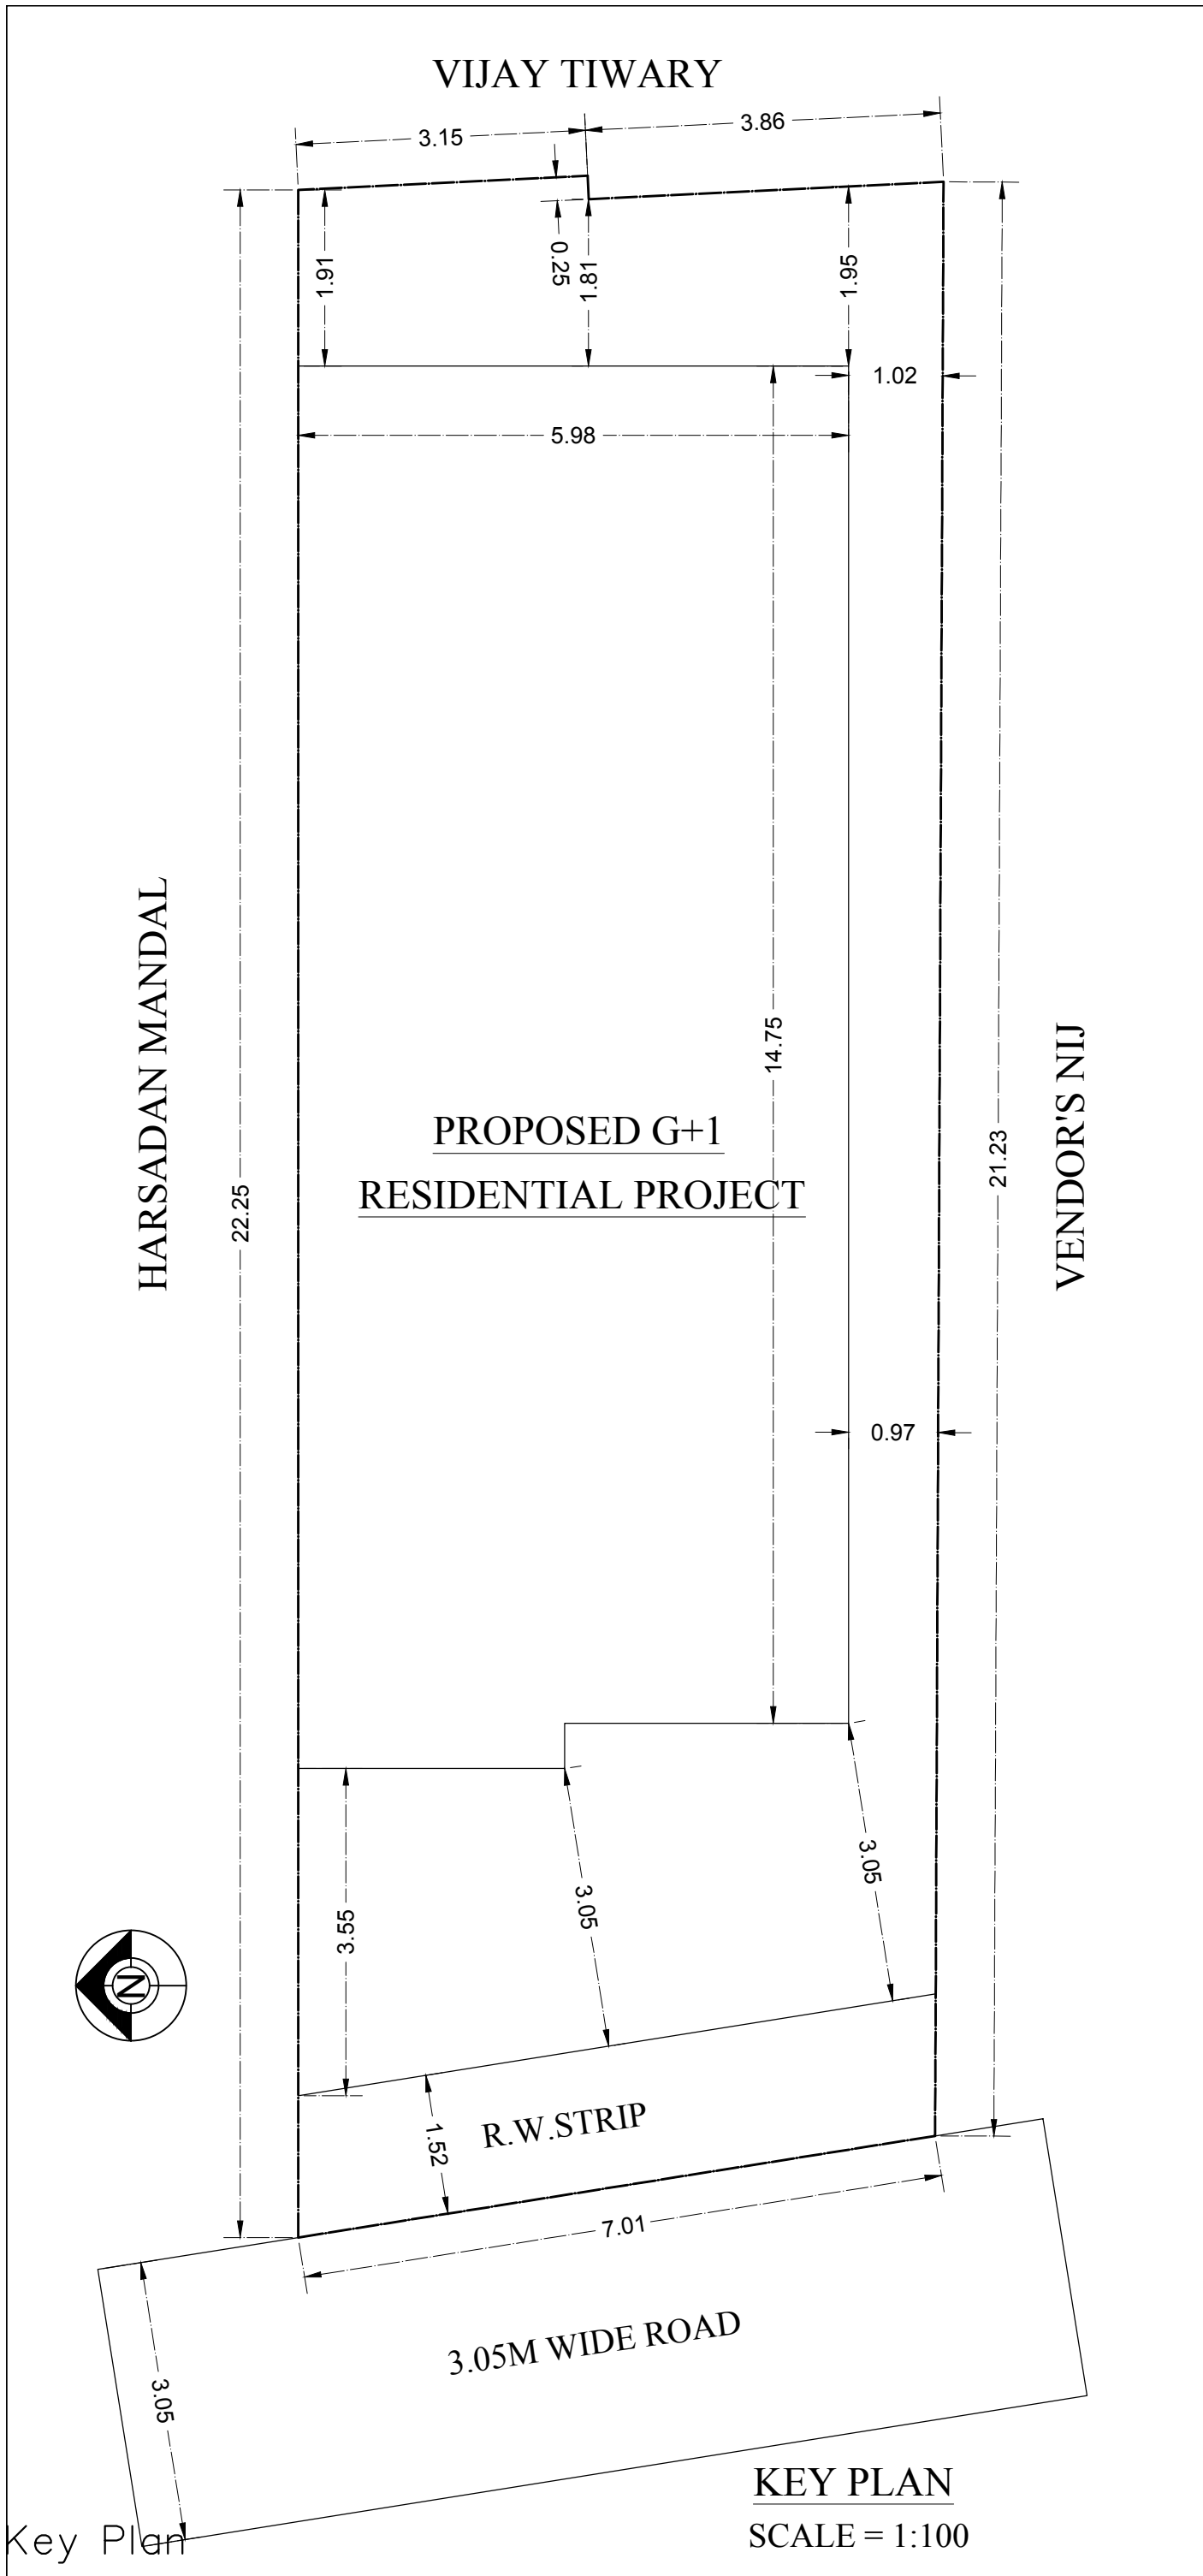 VIJAY TIWARY
3.15
3.86
1.91
0.25
1.81
1.95
1.02
5.98
HARSADAN MANDAL
22.25
14.75
PROPOSED G+1
RESIDENTIAL PROJECT
21.23
VENDOR'S NIJ
0.97
3.55
3.05
3.05
N
1.52
R.W.STRIP
7.01
3.05M WIDE ROAD
3.05
KEY PLAN
SCALE = 1:100
Key Plan